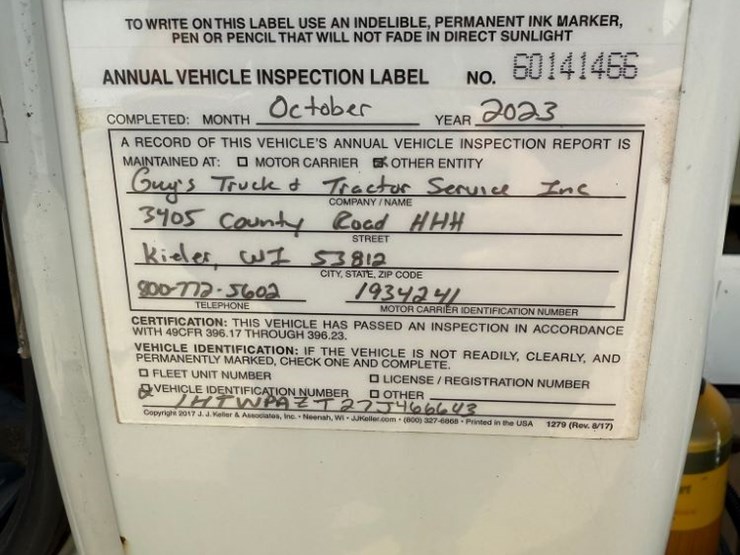 TO WRITE ON THIS LABEL USE AN INDELIBLE, PERMANENT INK MARKER,
PEN OR PENCIL THAT WILL NOT FADE IN DIRECT SUNLIGHT
ANNUAL VEHICLE INSPECTION LABEL NO. 60141466
COMPLETED: MONTH October YEAR 2023
A RECORD OF THIS VEHICLE'S ANNUAL VEHICLE INSPECTION REPORT IS
MAINTAINED AT: ☐ MOTOR CARRIER ☒ OTHER ENTITY
Guy's Truck & Tractor Service Inc
COMPANY / NAME
3405 County Road HHH
STREET
Kieler, WI 53812
CITY, STATE, ZIP CODE
800-772-5602 1934241
TELEPHONE MOTOR CARRIER IDENTIFICATION NUMBER
CERTIFICATION: THIS VEHICLE HAS PASSED AN INSPECTION IN ACCORDANCE
WITH 49CFR 396.17 THROUGH 396.23.
VEHICLE IDENTIFICATION: IF THE VEHICLE IS NOT READILY, CLEARLY, AND
PERMANENTLY MARKED, CHECK ONE AND COMPLETE.
☐ FLEET UNIT NUMBER ☐ LICENSE / REGISTRATION NUMBER
☒ VEHICLE IDENTIFICATION NUMBER ☐ OTHER
1HTWPAZT27J466643
Copyright 2017 J. J. Keller & Associates, Inc. • Neenah, WI • JJKeller.com • (800) 327-6868 • Printed in the USA 1279 (Rev. 8/17)